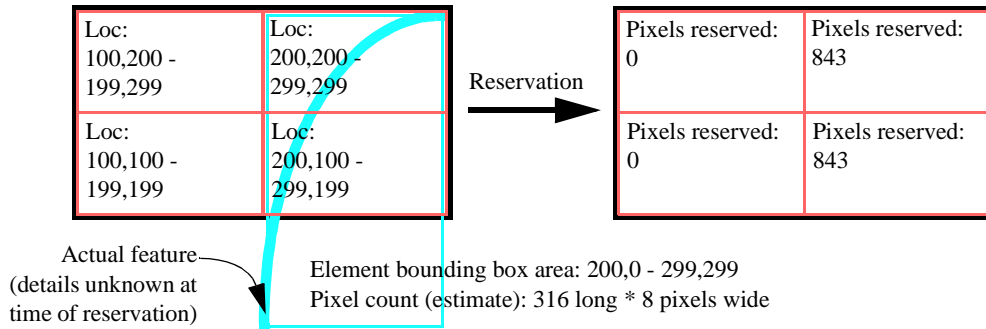 Loc:
100,200 -
199,299
Loc:
200,200 -
299,299
Loc:
100,100 -
199,199
Loc:
200,100 -
299,199
Reservation
Pixels reserved:
0
Pixels reserved:
843
Pixels reserved:
0
Pixels reserved:
843
Actual feature
(details unknown at
time of reservation)
Element bounding box area: 200,0 - 299,299
Pixel count (estimate): 316 long * 8 pixels wide